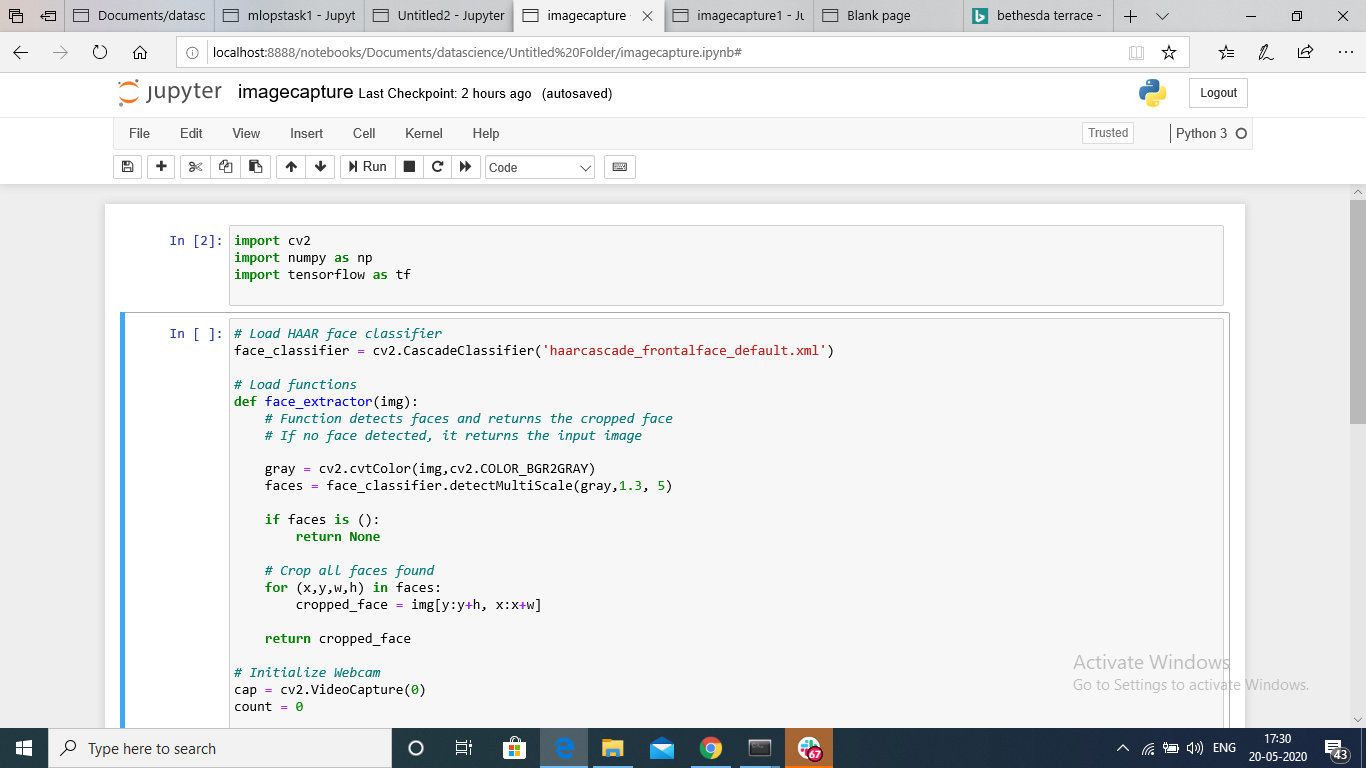 Documents/datasc
mlopstask1 - Jupyt
Untitled2 - Jupyter
imagecapture -
imagecapture1 - Ju
Blank page
bethesda terrace -
localhost:8888/notebooks/Documents/datascience/Untitled%20Folder/imagecapture.ipynb#
jupyter imagecapture Last Checkpoint: 2 hours ago (autosaved)
Logout
File Edit View Insert Cell Kernel Help
Trusted
Python 3
Run
Code
In [2]: import cv2
import numpy as np
import tensorflow as tf
In [ ]: # Load HAAR face classifier
face_classifier = cv2.CascadeClassifier('haarcascade_frontalface_default.xml')
# Load functions
def face_extractor(img):
# Function detects faces and returns the cropped face
# If no face detected, it returns the input image
gray = cv2.cvtColor(img,cv2.COLOR_BGR2GRAY)
faces = face_classifier.detectMultiScale(gray,1.3, 5)
if faces is ():
return None
# Crop all faces found
for (x,y,w,h) in faces:
cropped_face = img[y:y+h, x:x+w]
return cropped_face
# Initialize Webcam
cap = cv2.VideoCapture(0)
count = 0
Activate Windows
Go to Settings to activate Windows.
Type here to search
67
ENG
17:30
20-05-2020
43